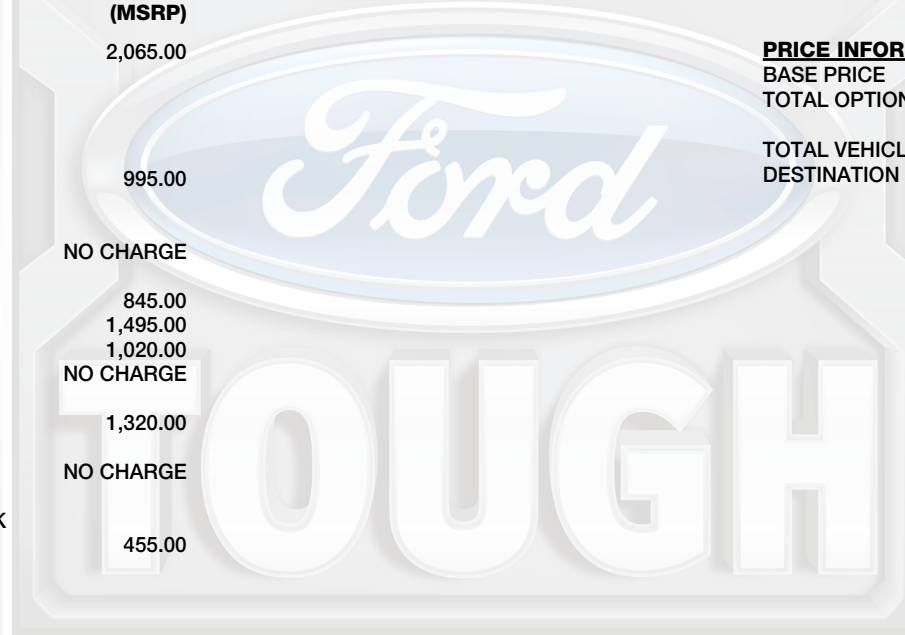 (MSRP)
2,065.00
995.00
NO CHARGE
845.00
1,495.00
1,020.00
NO CHARGE
1,320.00
NO CHARGE
K
455.00
PRICE INFOR
BASE PRICE
TOTAL OPTION
TOTAL VEHICL
DESTINATION
Ford
TOUGH